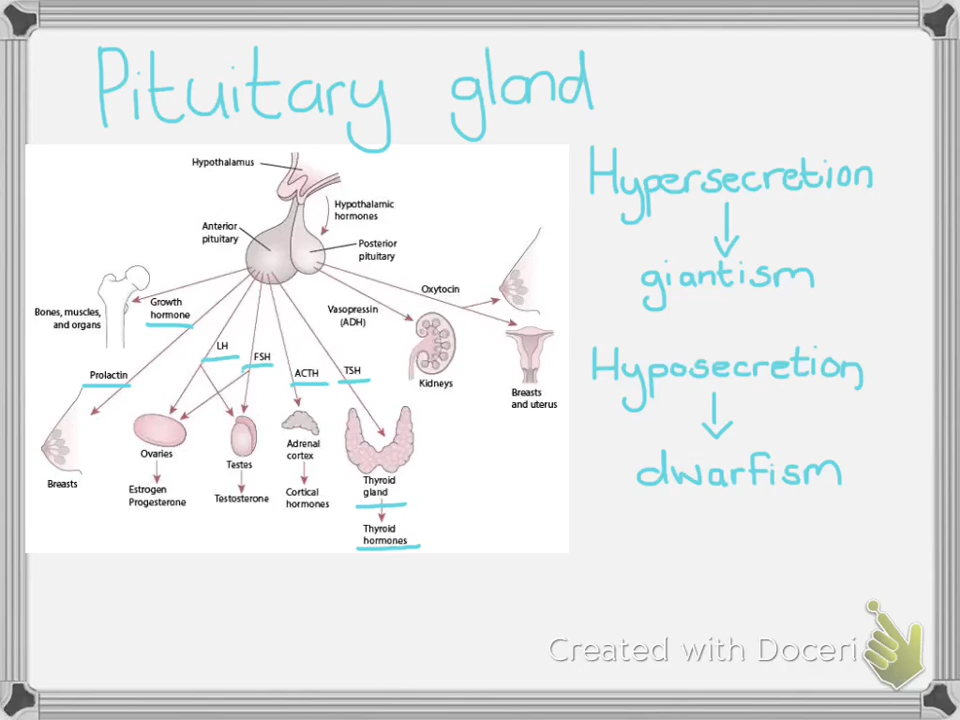 Pituitary gland
Hypothalamus
Hypothalamic
hormones
Anterior
pituitary
Posterior
pituitary
Bones, muscles,
and organs
Growth
hormone
Prolactin
LH
FSH
ACTH
TSH
Vasopressin
(ADH)
Oxytocin
Kidneys
Breasts
and uterus
Breasts
Ovaries
Estrogen
Progesterone
Testes
Testosterone
Adrenal
cortex
Cortical
hormones
Thyroid
gland
Thyroid
hormones
Hypersecretion
giantism
Hyposecretion
dwarfism
Created with Doceri